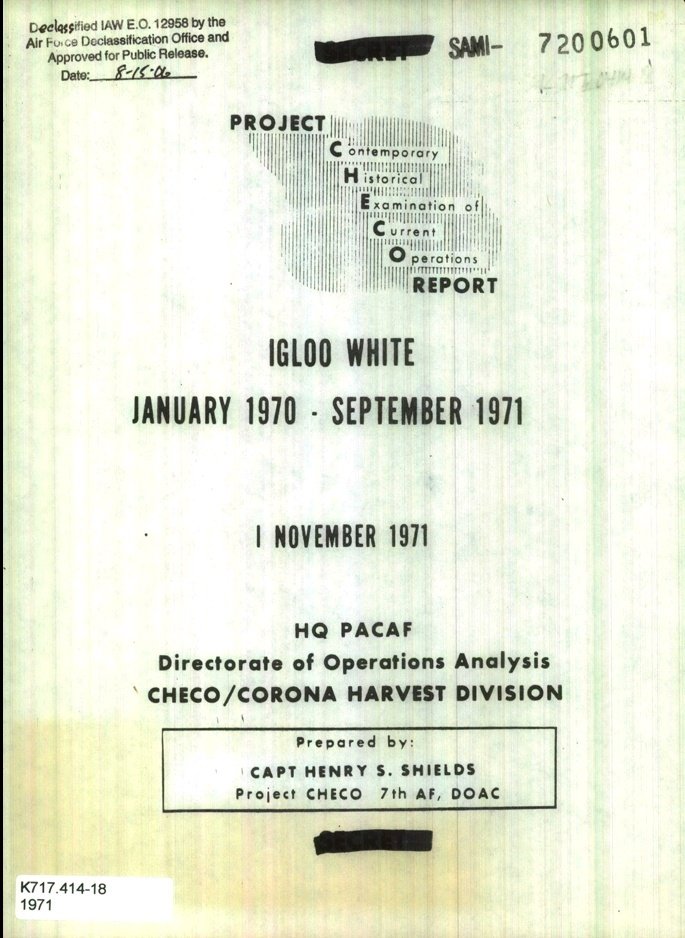 Declassified IAW E.O. 12958 by the
Air Force Declassification Office and
Approved for Public Release.
Date: 8-15-06
SECRET SAMI- 7200601
PROJECT
Contemporary
Historical
Examination of
Current
Operations
REPORT
IGLOO WHITE
JANUARY 1970 - SEPTEMBER 1971
1 NOVEMBER 1971
HQ PACAF
Directorate of Operations Analysis
CHECO/CORONA HARVEST DIVISION
Prepared by:
CAPT HENRY S. SHIELDS
Project CHECO 7th AF, DOAC
SECRET
K717.414-18
1971